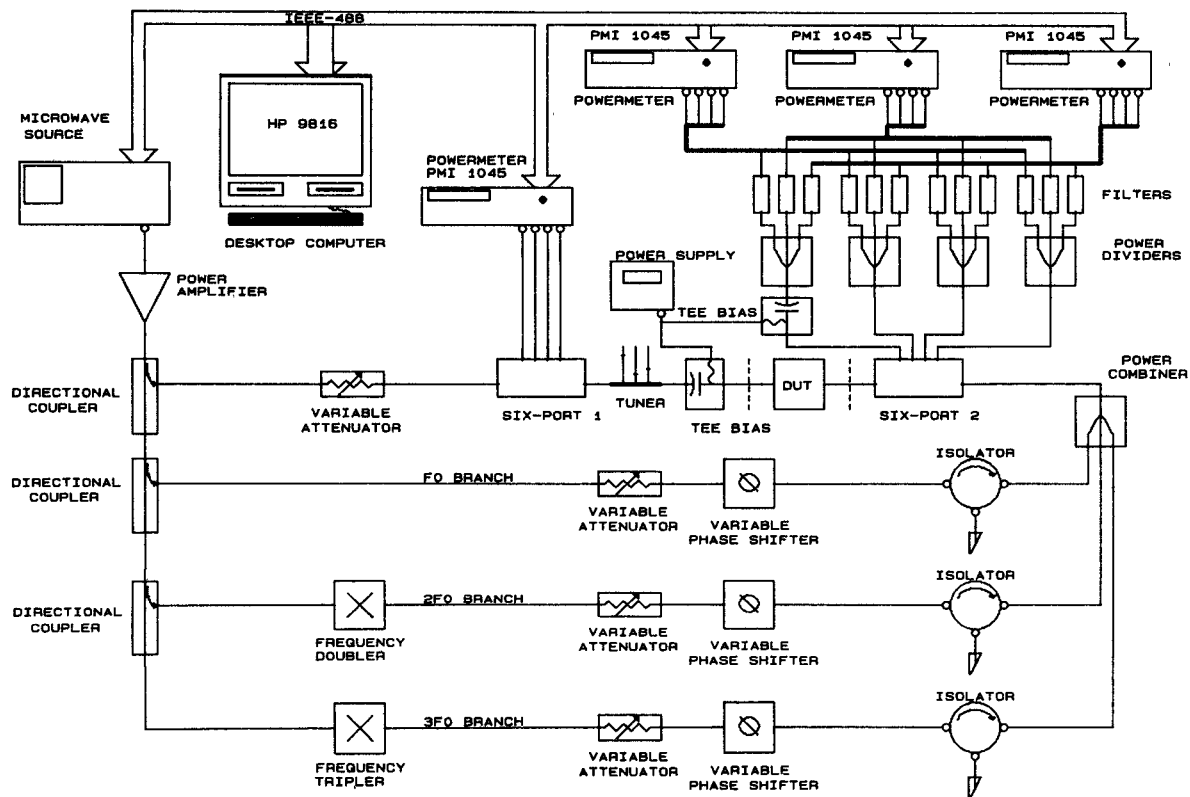 IEEE-488
PMI 1045
PMI 1045
PMI 1045
POWERMETER
POWERMETER
POWERMETER
MICROWAVE
SOURCE
HP 9816
DESKTOP COMPUTER
POWERMETER
PMI 1045
FILTERS
POWER
DIVIDERS
POWER SUPPLY
TEE BIAS
POWER
AMPLIFIER
DIRECTIONAL
COUPLER
VARIABLE
ATTENUATOR
SIX-PORT 1
TUNER
TEE BIAS
DUT
SIX-PORT 2
POWER
COMBINER
DIRECTIONAL
COUPLER
F0 BRANCH
VARIABLE
ATTENUATOR
VARIABLE
PHASE SHIFTER
ISOLATOR
DIRECTIONAL
COUPLER
FREQUENCY
DOUBLER
2F0 BRANCH
VARIABLE
ATTENUATOR
VARIABLE
PHASE SHIFTER
ISOLATOR
FREQUENCY
TRIPLER
3F0 BRANCH
VARIABLE
ATTENUATOR
VARIABLE
PHASE SHIFTER
ISOLATOR